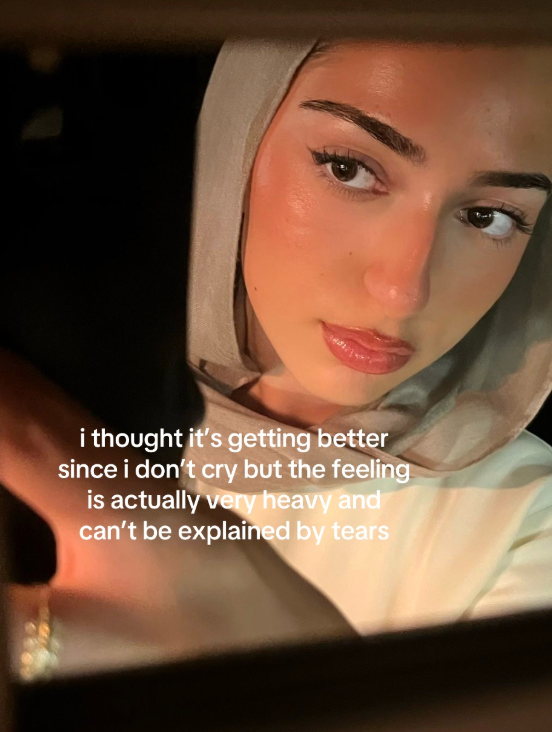 i thought it’s getting better
since i don’t cry but the feeling
is actually very heavy and
can’t be explained by tears